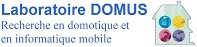 Laboratoire DOMUS
Recherche en domotique et
en informatique mobile